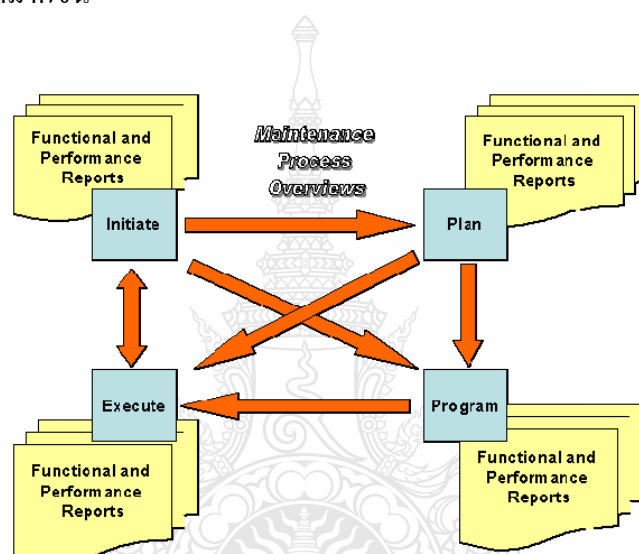 Functional and
Performance
Reports
Maintenance
Process
Overviews
Functional and
Performance
Reports
Initiate
Plan
Execute
Program
Functional and
Performance
Reports
Functional and
Performance
Reports